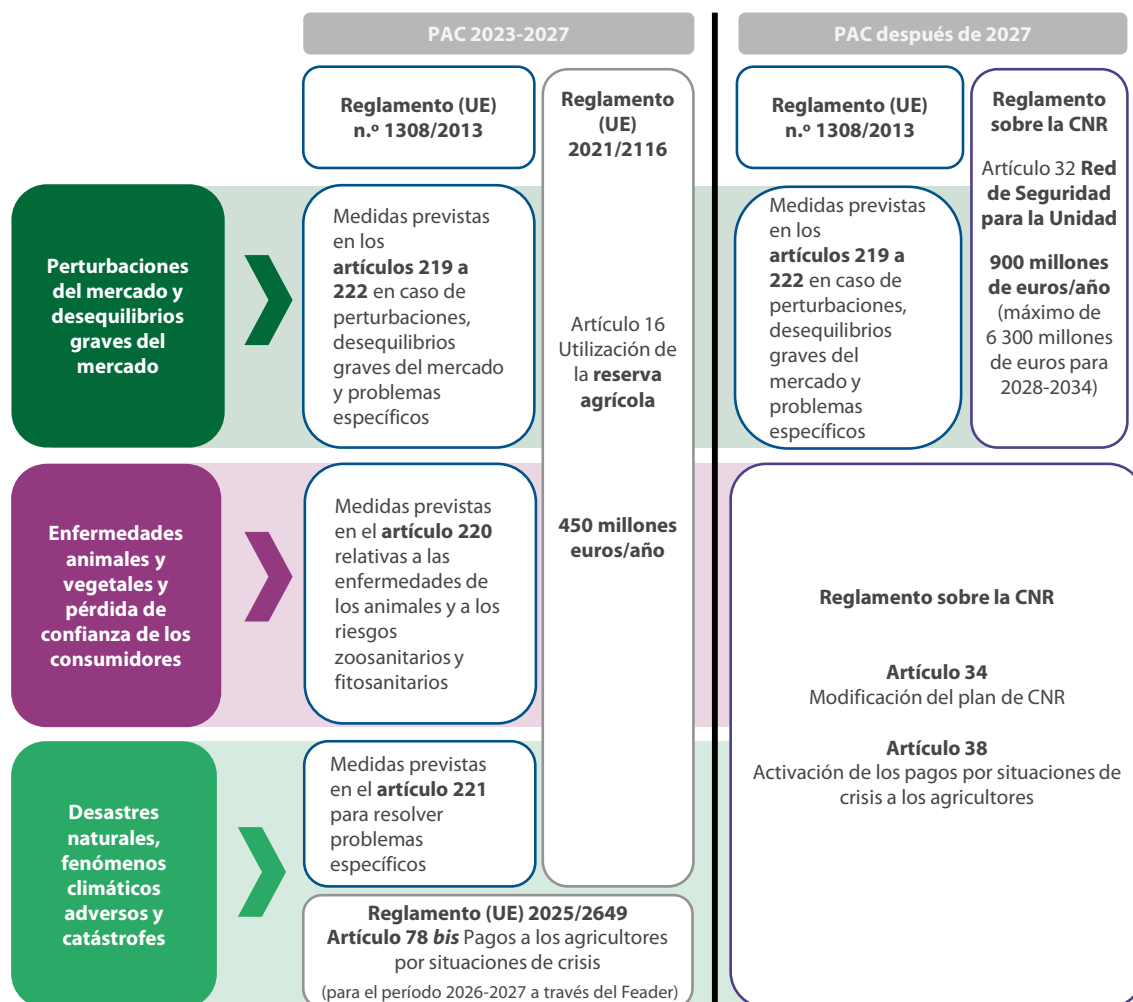 PAC 2023-2027
PAC después de 2027
Reglamento (UE)
n.º 1308/2013
Reglamento
(UE)
2021/2116
Reglamento (UE)
n.º 1308/2013
Reglamento
sobre la CNR
Artículo 32 Red
de Seguridad
para la Unidad
900 millones
de euros/año
(máximo de
6 300 millones
de euros para
2028-2034)
Perturbaciones
del mercado y
desequilibrios
graves del
mercado
Medidas previstas
en los
artículos 219 a
222 en caso de
perturbaciones,
desequilibrios
graves del mercado
y problemas
específicos
Artículo 16
Utilización de
la reserva
agrícola
450 millones
euros/año
Medidas previstas
en los
artículos 219 a
222 en caso de
perturbaciones,
desequilibrios
graves del
mercado y
problemas
específicos
Enfermedades
animales y
vegetales y
pérdida de
confianza de los
consumidores
Medidas previstas
en el artículo 220
relativas a las
enfermedades de
los animales y a los
riesgos
zoosanitarios y
fitosanitarios
Reglamento sobre la CNR
Artículo 34
Modificación del plan de CNR
Artículo 38
Activación de los pagos por situaciones de
crisis a los agricultores
Desastres
naturales,
fenómenos
climáticos
adversos y
catástrofes
Medidas previstas
en el artículo 221
para resolver
problemas
específicos
Reglamento (UE) 2025/2649
Artículo 78 bis Pagos a los agricultores
por situaciones de crisis
(para el período 2026-2027 a través del Feader)